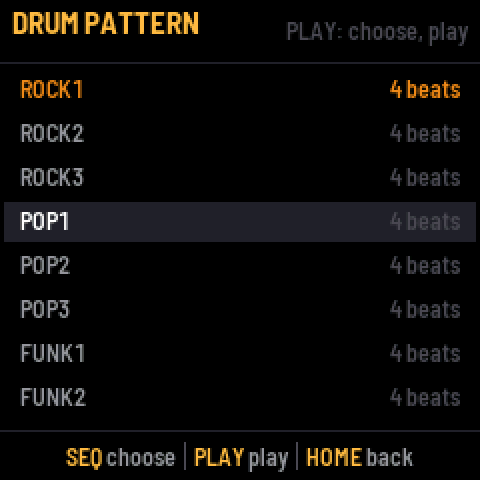 DRUM PATTERN PLAY: choose, play
ROCK1 4 beats
ROCK2 4 beats
ROCK3 4 beats
POP1 4 beats
POP2 4 beats
POP3 4 beats
FUNK1 4 beats
FUNK2 4 beats
SEQ choose | PLAY play | HOME back